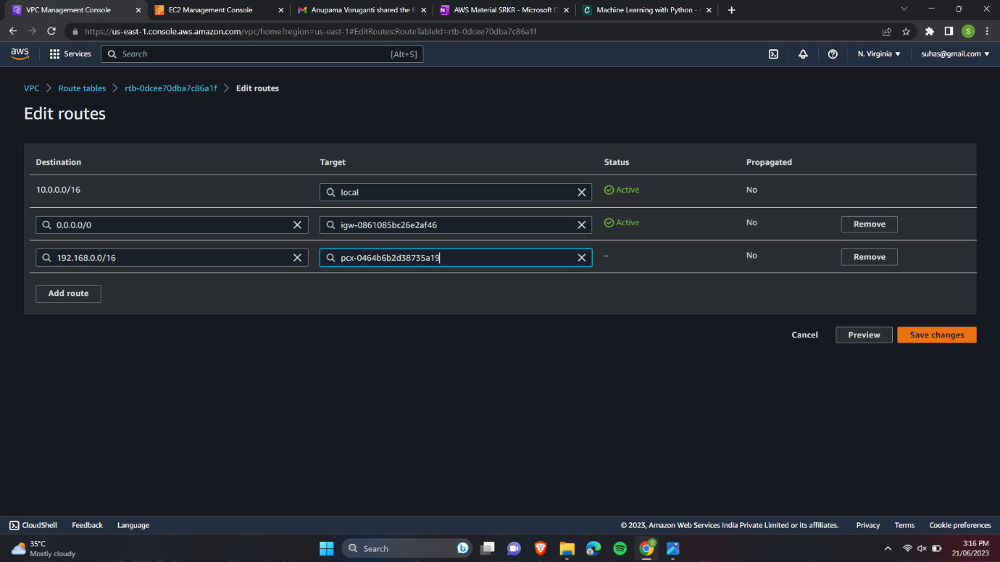 VPC Management Console
EC2 Management Console
Anupama Voruganti shared the f
AWS Material SRKR - Microsoft C
Machine Learning with Python -
https://us-east-1.console.aws.amazon.com/vpc/home?region=us-east-1#EditRoutes:RouteTableId=rtb-0dcee70dba7c86a1f
S
aws
Services
Search
[Alt+S]
N. Virginia
suhas@gmail.com
VPC > Route tables > rtb-0dcee70dba7c86a1f > Edit routes
Edit routes
Destination Target Status Propagated
10.0.0.0/16 local Active No
0.0.0.0/0 igw-0861085bc26e2af46 Active No Remove
192.168.0.0/16 pcx-0464b6b2d38735a19 – No Remove
Add route
Cancel Preview Save changes
CloudShell Feedback Language © 2023, Amazon Web Services India Private Limited or its affiliates. Privacy Terms Cookie preferences
35°C
Mostly cloudy
Search
3:16 PM
21/06/2023